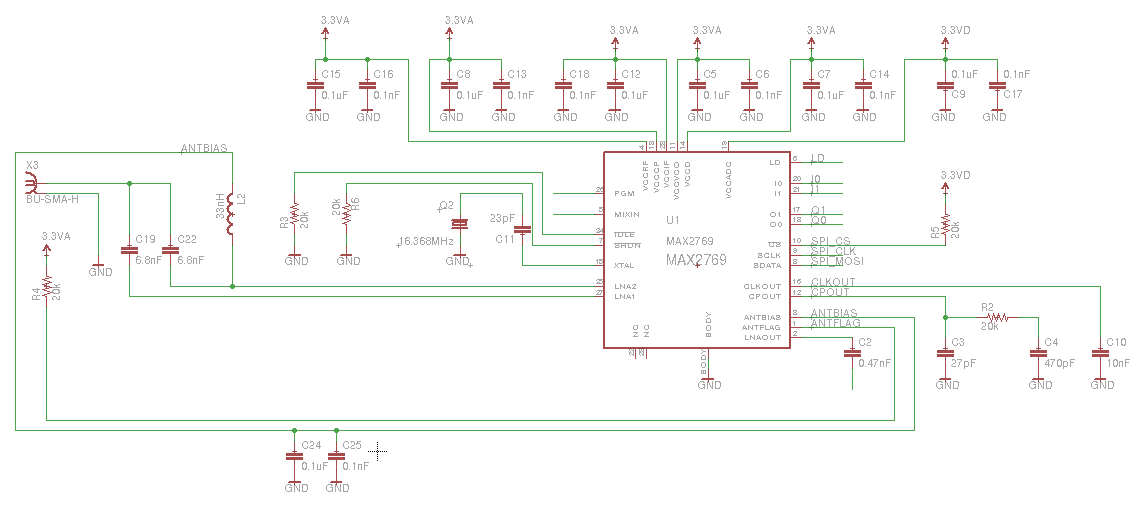 3.3VA
3.3VA
3.3VA
3.3VA
3.3VA
3.3VD
C15
0.1uF
C16
0.1nF
C8
0.1uF
C13
0.1nF
C18
0.1uF
C12
0.1nF
C5
0.1uF
C6
0.1nF
C7
0.1uF
C14
0.1nF
0.1uF
C9
0.1nF
C17
GND
GND
GND
GND
GND
GND
GND
GND
GND
GND
GND
GND
ANTBIAS
X3
BU-SMA-H
GND
C19
6.8nF
C22
6.8nF
33nH
L2
3.3VA
R4
20k
R3
20k
GND
20k
R6
GND
Q2
16.368MHz
GND
23pF
C11
4
18
11
14
19
VCCRF
VCCCP
VCCIF
VCCVCO
VCCD
VCCADC
U1
MAX2769
MAX2769
PGM
MIXIN
24
IDLE
7
SHDN
15
XTAL
25
LNA2
27
LNA1
NC
NC
BODY
BODY
GND
LD
LD
I0
20
I0
I1
21
I1
Q1
17
Q1
Q0
18
Q0
CS
10
SPI_CS
SCLK
9
SPI_CLK
SDATA
8
SPI_MOSI
CLKOUT
16
CLKOUT
CPOUT
12
CPOUT
ANTBIAS
ANTBIAS
ANTFLAG
1
ANTFLAG
LNAOUT
2
3.3VD
R5
20k
C2
0.47nF
R2
20k
C3
27pF
GND
C4
470pF
GND
C10
10nF
GND
C24
0.1uF
GND
C25
0.1nF
GND